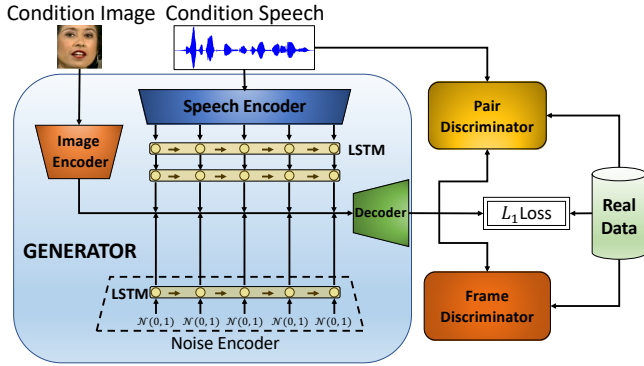 Condition Image
Condition Speech
Speech Encoder
Image
Encoder
LSTM
Pair
Discriminator
Decoder
L₁ Loss
Real
Data
GENERATOR
LSTM
Frame
Discriminator
𝒩(0, 1) 𝒩(0, 1) 𝒩(0, 1) 𝒩(0, 1) 𝒩(0, 1)
Noise Encoder